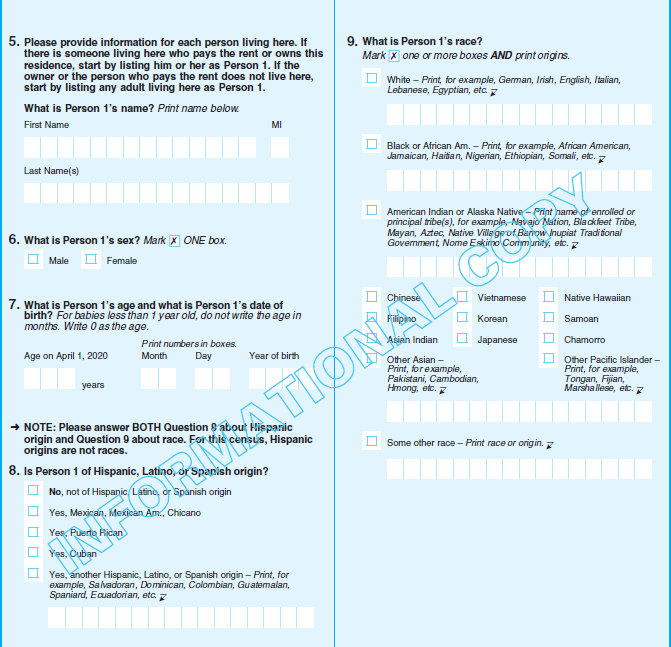 5. Please provide information for each person living here. If
there is someone living here who pays the rent or owns this
residence, start by listing him or her as Person 1. If the
owner or the person who pays the rent does not live here,
start by listing any adult living here as Person 1.
What is Person 1's name? Print name below.
First Name MI
Last Name(s)
6. What is Person 1's sex? Mark ✗ ONE box.
Male Female
7. What is Person 1's age and what is Person 1's date of
birth? For babies less than 1 year old, do not write the age in
months. Write 0 as the age.
Print numbers in boxes.
Age on April 1, 2020 Month Day Year of birth
years
➜ NOTE: Please answer BOTH Question 8 about Hispanic
origin and Question 9 about race. For this census, Hispanic
origins are not races.
8. Is Person 1 of Hispanic, Latino, or Spanish origin?
No, not of Hispanic, Latino, or Spanish origin
Yes, Mexican, Mexican Am., Chicano
Yes, Puerto Rican
Yes, Cuban
Yes, another Hispanic, Latino, or Spanish origin – Print, for
example, Salvadoran, Dominican, Colombian, Guatemalan,
Spaniard, Ecuadorian, etc.
9. What is Person 1's race?
Mark ✗ one or more boxes AND print origins.
White – Print, for example, German, Irish, English, Italian,
Lebanese, Egyptian, etc.
Black or African Am. – Print, for example, African American,
Jamaican, Haitian, Nigerian, Ethiopian, Somali, etc.
American Indian or Alaska Native – Print name of enrolled or
principal tribe(s), for example, Navajo Nation, Blackfeet Tribe,
Mayan, Aztec, Native Village of Barrow Inupiat Traditional
Government, Nome Eskimo Community, etc.
Chinese Vietnamese Native Hawaiian
Filipino Korean Samoan
Asian Indian Japanese Chamorro
Other Asian –
Print, for example,
Pakistani, Cambodian,
Hmong, etc.
Other Pacific Islander –
Print, for example,
Tongan, Fijian,
Marshallese, etc.
Some other race – Print race or origin.
INFORMATIONAL COPY